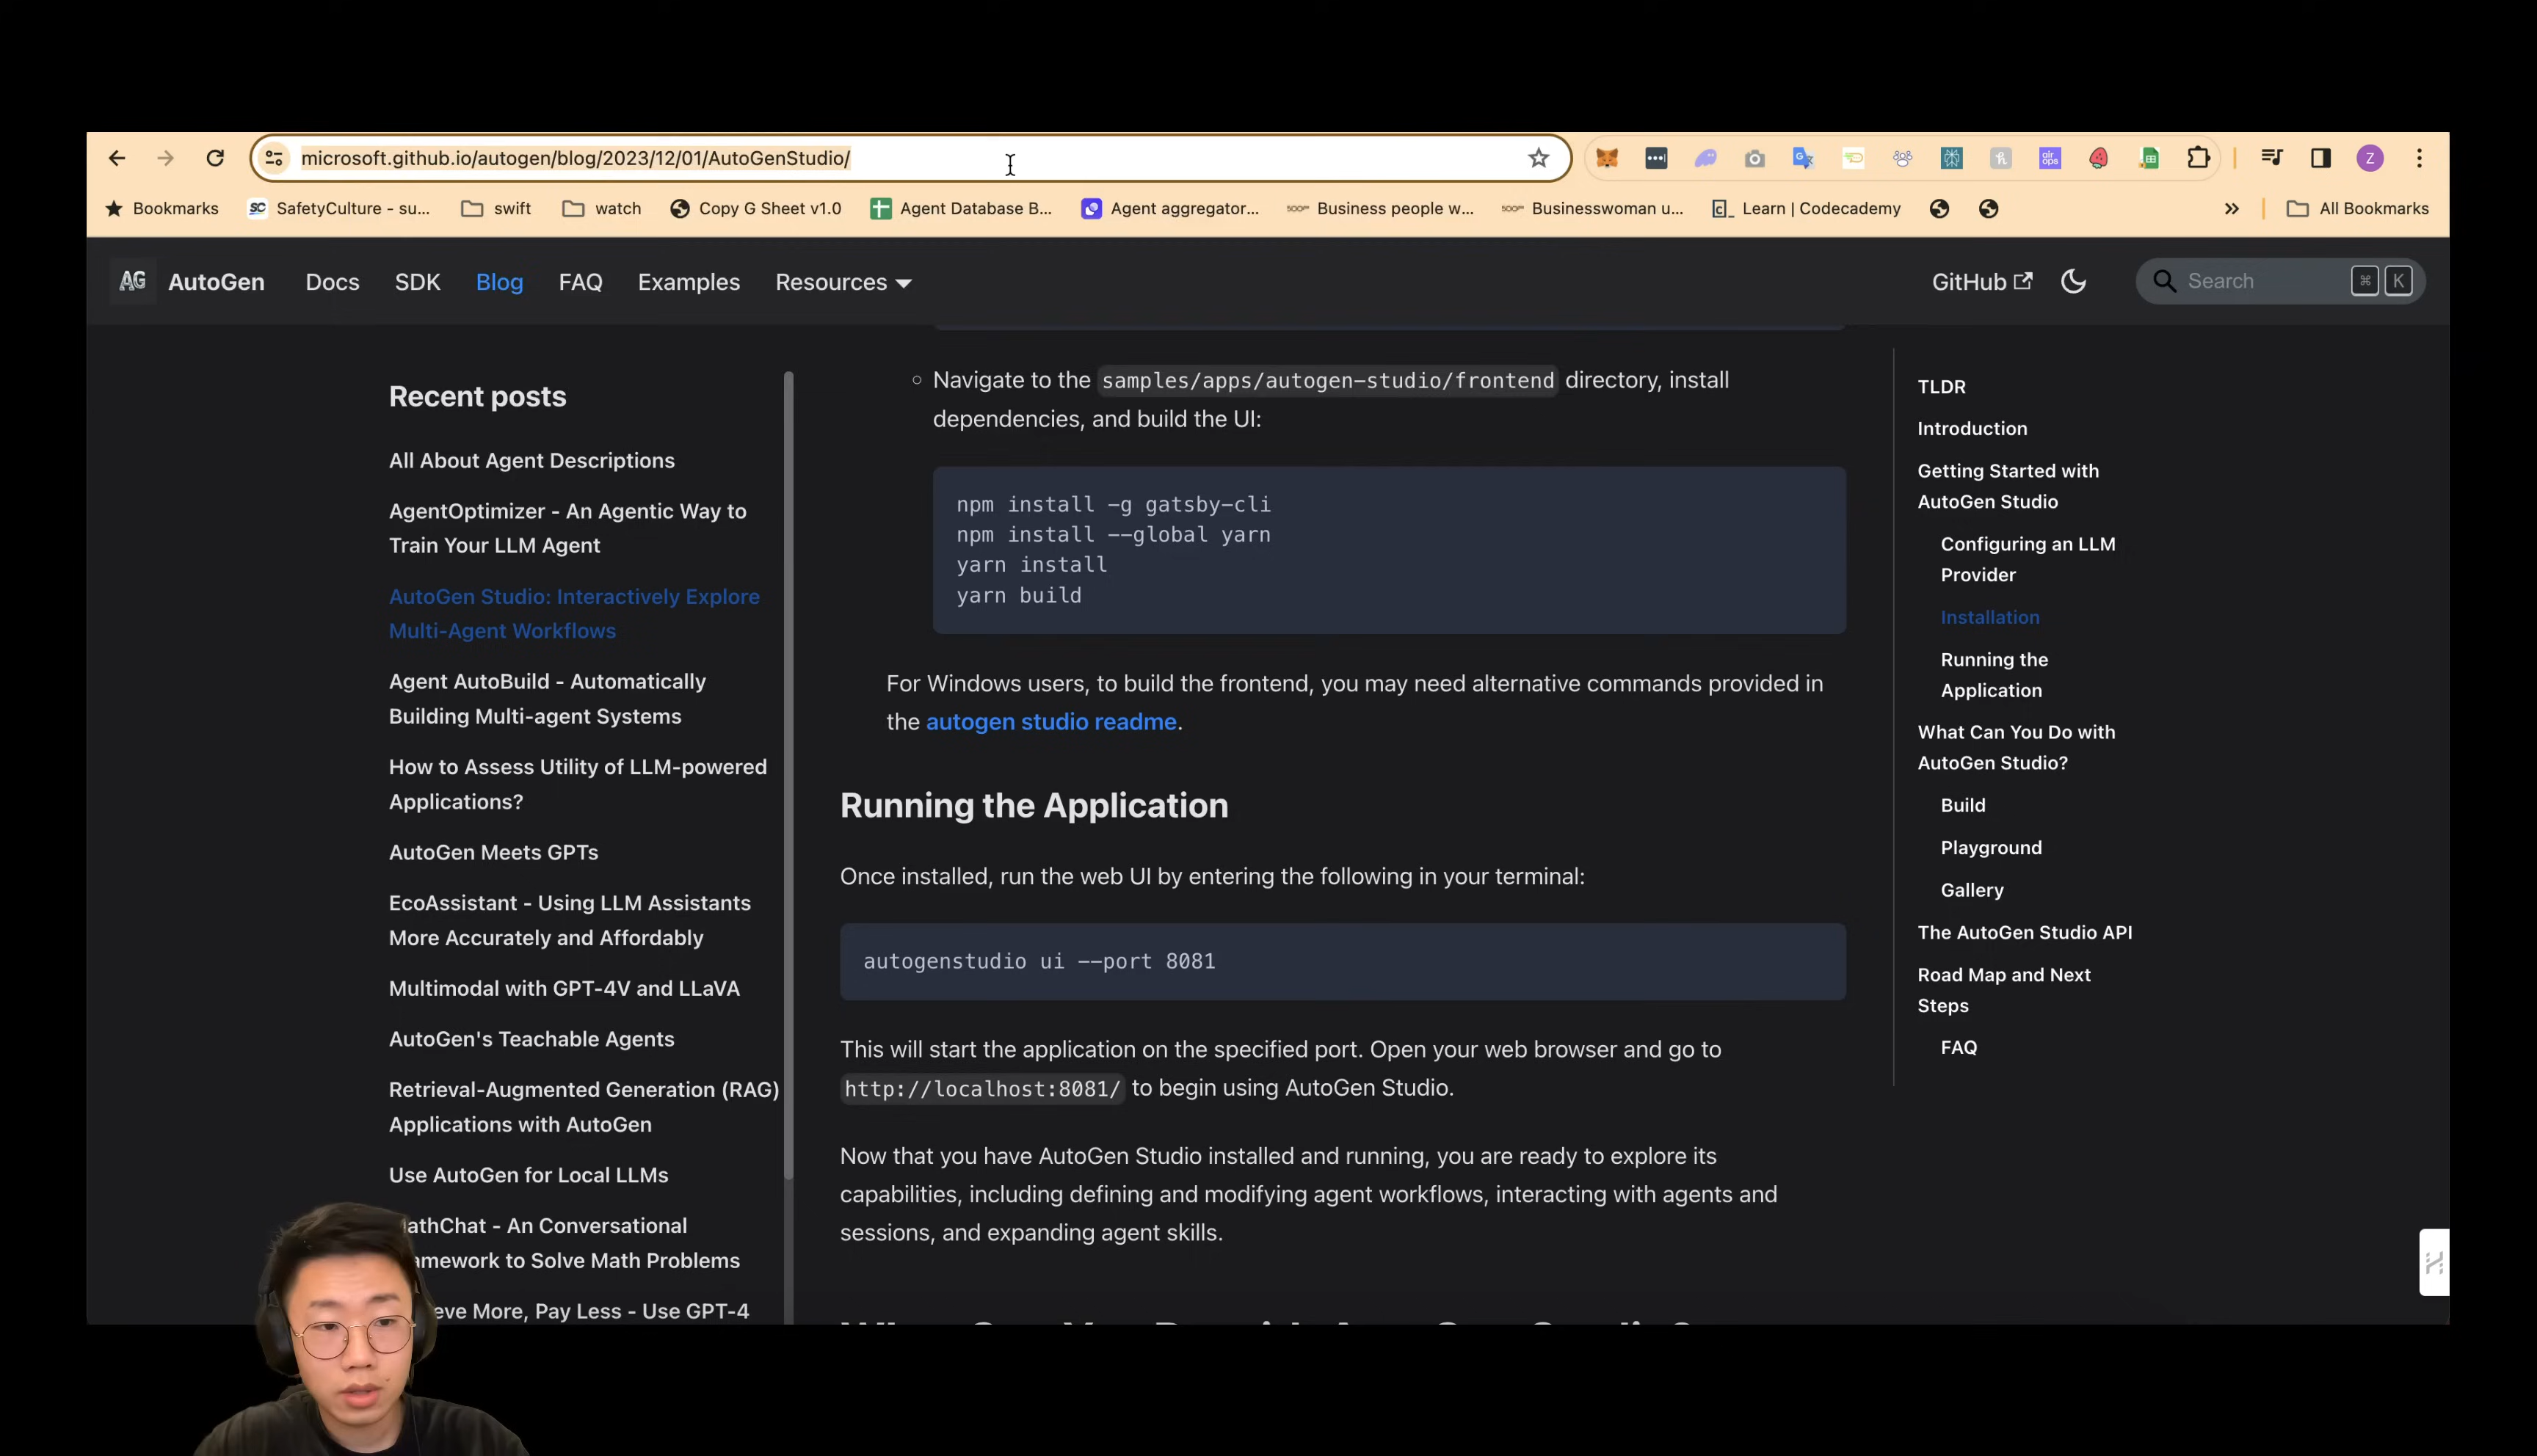 microsoft.github.io/autogen/blog/2023/12/01/AutoGenStudio/
Z
Bookmarks
SafetyCulture - su...
swift
watch
Copy G Sheet v1.0
Agent Database B...
Agent aggregator...
Business people w...
Businesswoman u...
Learn | Codecademy
All Bookmarks
AG
AutoGen
Docs
SDK
Blog
FAQ
Examples
Resources
GitHub
Search
⌘ K
Recent posts
All About Agent Descriptions
AgentOptimizer - An Agentic Way to
Train Your LLM Agent
AutoGen Studio: Interactively Explore
Multi-Agent Workflows
Agent AutoBuild - Automatically
Building Multi-agent Systems
How to Assess Utility of LLM-powered
Applications?
AutoGen Meets GPTs
EcoAssistant - Using LLM Assistants
More Accurately and Affordably
Multimodal with GPT-4V and LLaVA
AutoGen's Teachable Agents
Retrieval-Augmented Generation (RAG)
Applications with AutoGen
Use AutoGen for Local LLMs
athChat - An Conversational
amework to Solve Math Problems
eve More, Pay Less - Use GPT-4
Navigate to the samples/apps/autogen-studio/frontend directory, install
dependencies, and build the UI:
npm install -g gatsby-cli
npm install --global yarn
yarn install
yarn build
For Windows users, to build the frontend, you may need alternative commands provided in
the autogen studio readme.
Running the Application
Once installed, run the web UI by entering the following in your terminal:
autogenstudio ui --port 8081
This will start the application on the specified port. Open your web browser and go to
http://localhost:8081/ to begin using AutoGen Studio.
Now that you have AutoGen Studio installed and running, you are ready to explore its
capabilities, including defining and modifying agent workflows, interacting with agents and
sessions, and expanding agent skills.
TLDR
Introduction
Getting Started with
AutoGen Studio
Configuring an LLM
Provider
Installation
Running the
Application
What Can You Do with
AutoGen Studio?
Build
Playground
Gallery
The AutoGen Studio API
Road Map and Next
Steps
FAQ